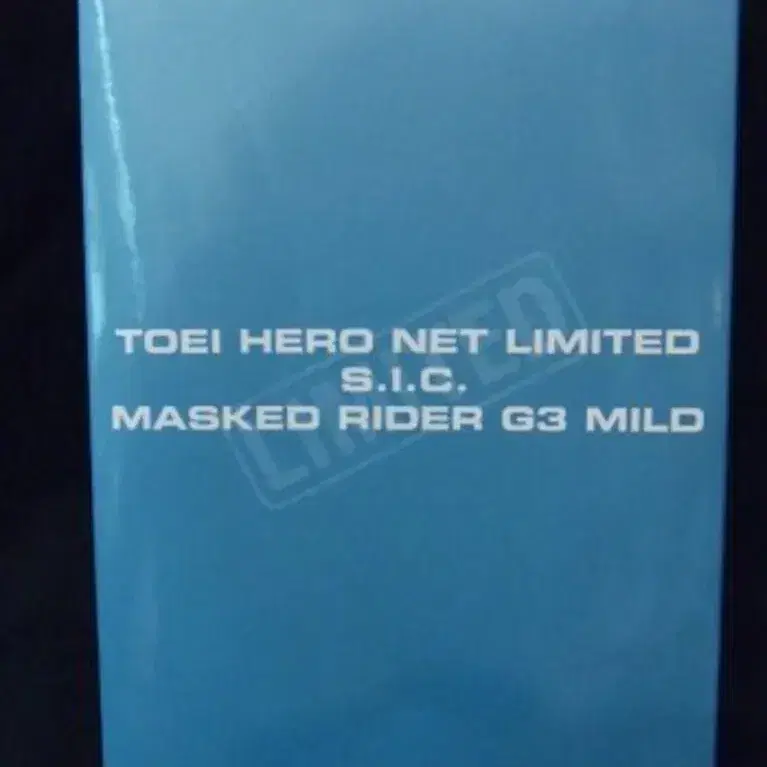 TOEI HERO NET LIMITED
S.I.C.
MASKED RIDER G3 MILD
LIMITED